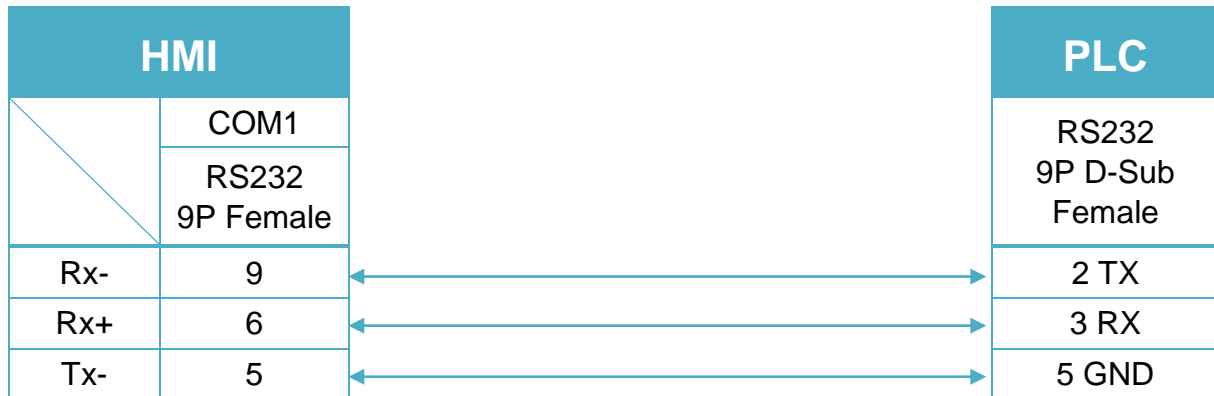 HMI
PLC
COM1
RS232
9P Female
RS232
9P D-Sub
Female
Rx- 9 2 TX
Rx+ 6 3 RX
Tx- 5 5 GND